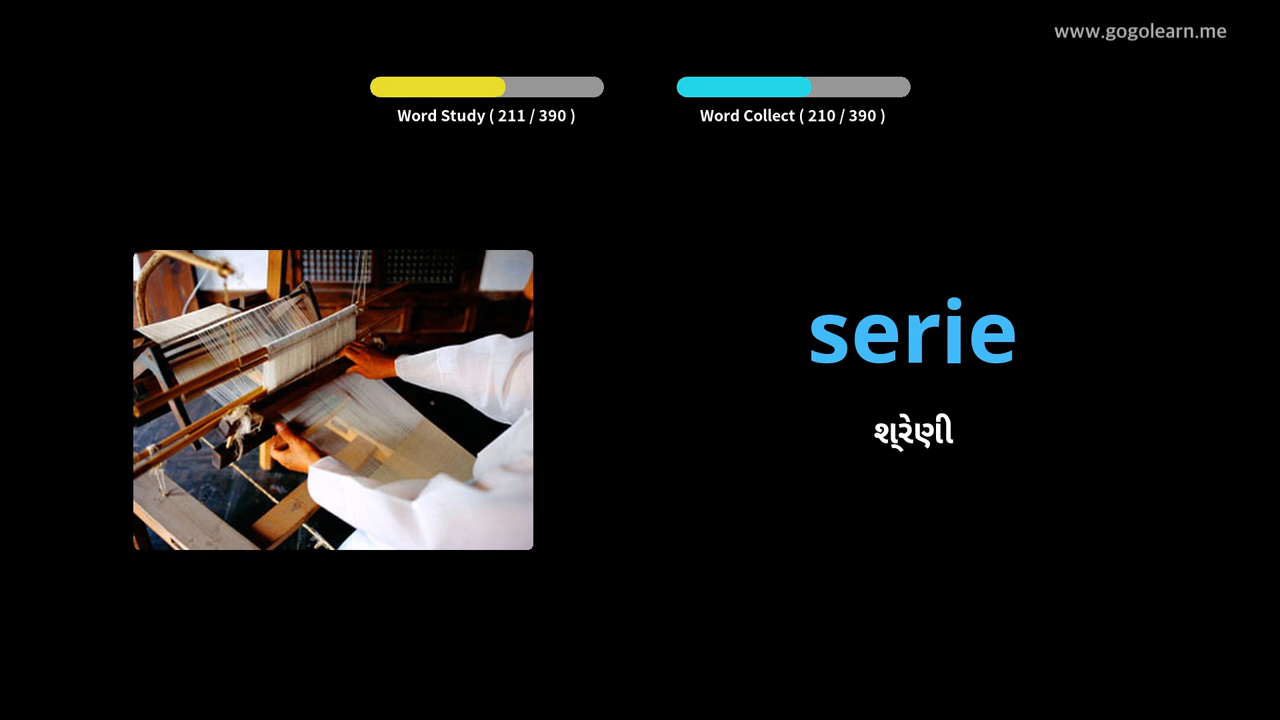 www.gogolearn.me
Word Study ( 211 / 390 )
Word Collect ( 210 / 390 )
serie
શ્રેણી